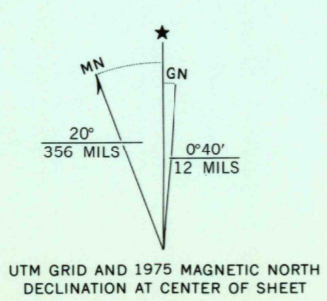 ★
MN
GN
20°
356 MILS
0°40′
12 MILS
UTM GRID AND 1975 MAGNETIC NORTH
DECLINATION AT CENTER OF SHEET